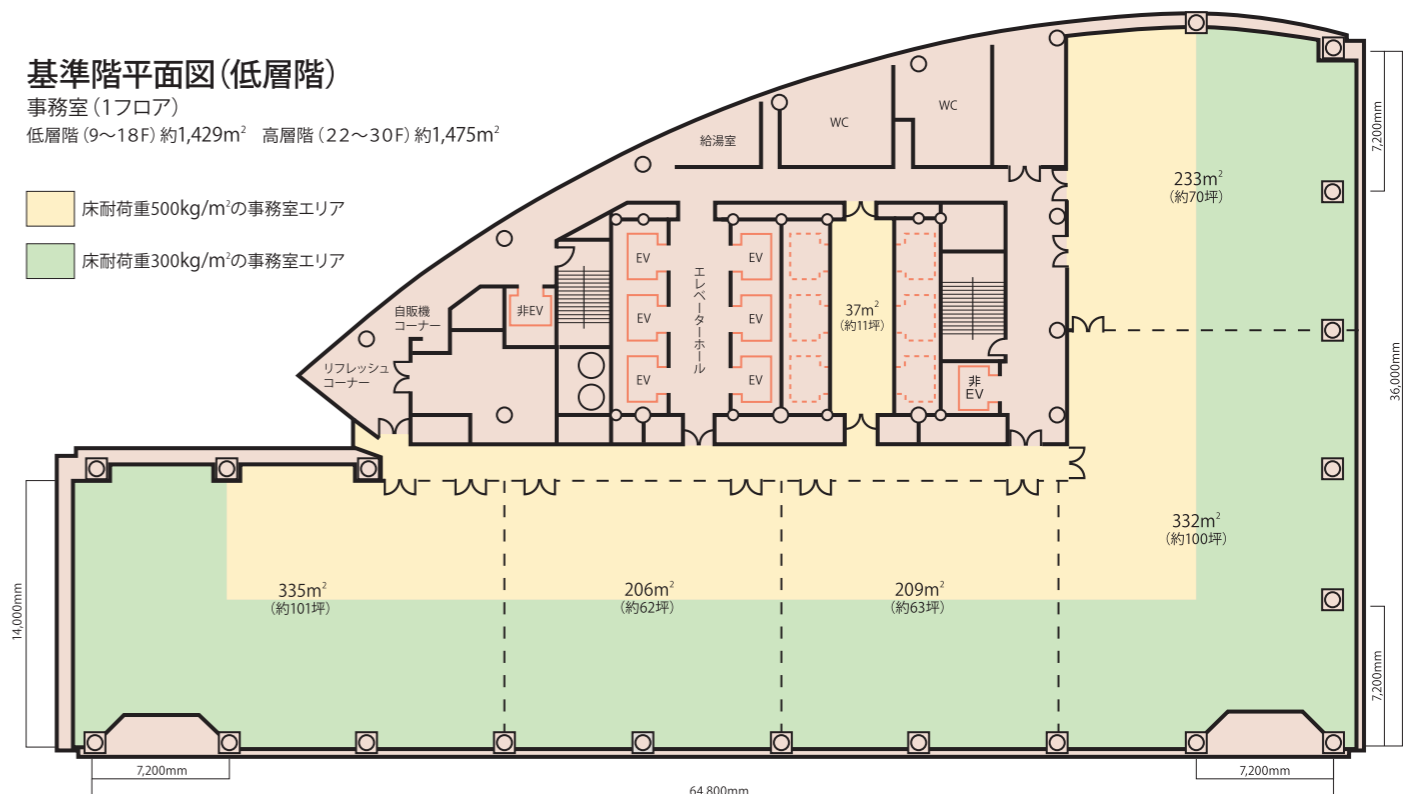 基準階平面図(低層階)
事務室(1フロア)
低層階(9〜18F)約1,429m² 高層階(22〜30F)約1,475m²
床耐荷重500kg/m²の事務室エリア
床耐荷重300kg/m²の事務室エリア
WC
WC
給湯室
7,200mm
233m²
(約70坪)
EV
EV
エレベーターホール
自販機
コーナー
非EV
EV
EV
37m²
(約11坪)
リフレッシュ
コーナー
EV
EV
非
EV
36,000mm
332m²
(約100坪)
335m²
(約101坪)
206m²
(約62坪)
209m²
(約63坪)
14,000mm
7,200mm
7,200mm
7,200mm
64,800mm